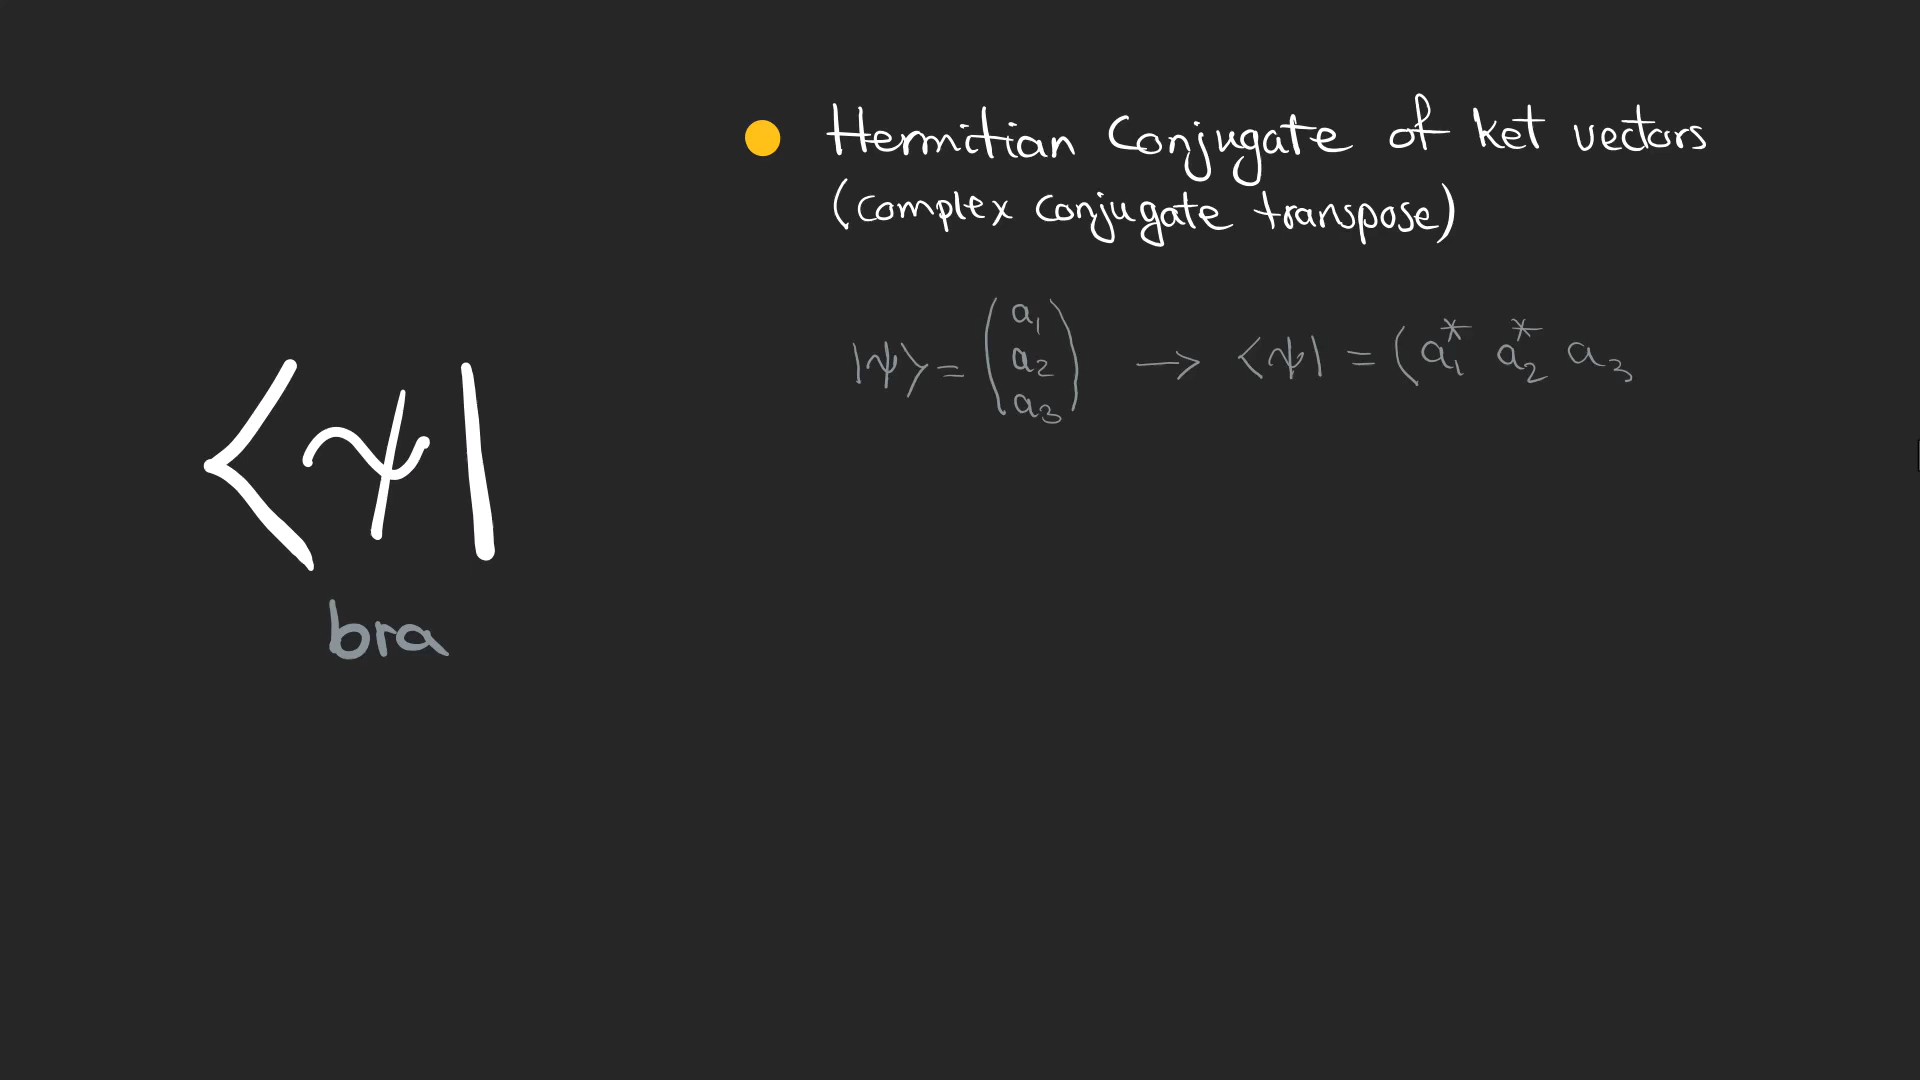 Hermitian Conjugate of ket vectors
(complex conjugate transpose)
|ψ⟩ = (a₁ a₂ a₃) → ⟨ψ| = (a₁* a₂* a₃
⟨ψ|
bra